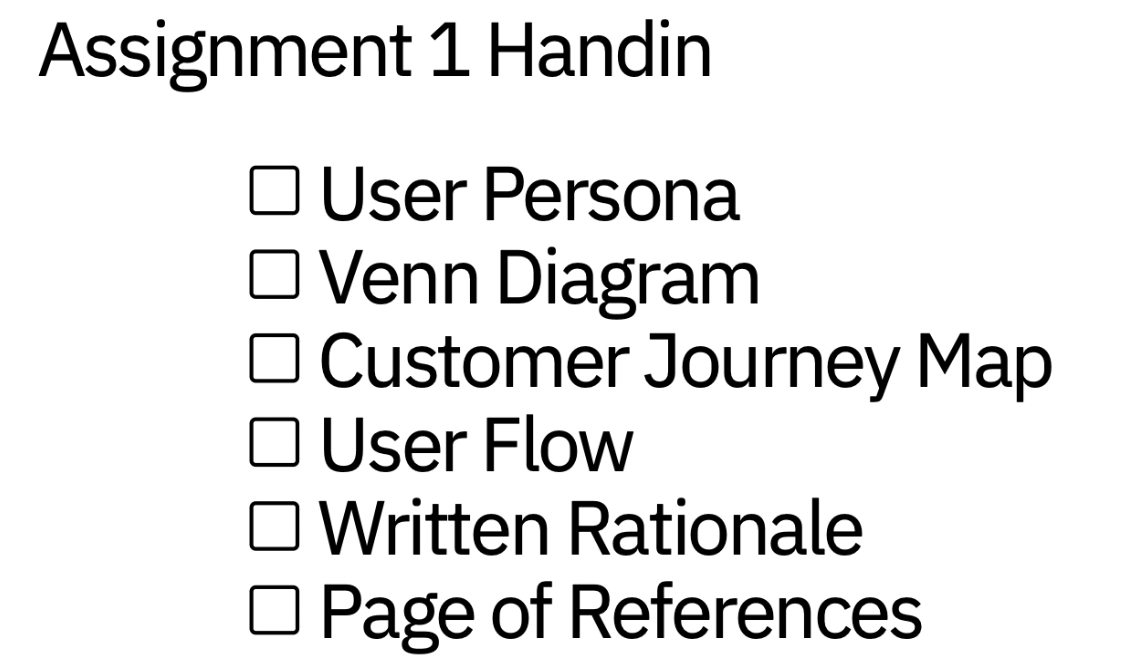 Assignment 1 Handin
☐ User Persona
☐ Venn Diagram
☐ Customer Journey Map
☐ User Flow
☐ Written Rationale
☐ Page of References